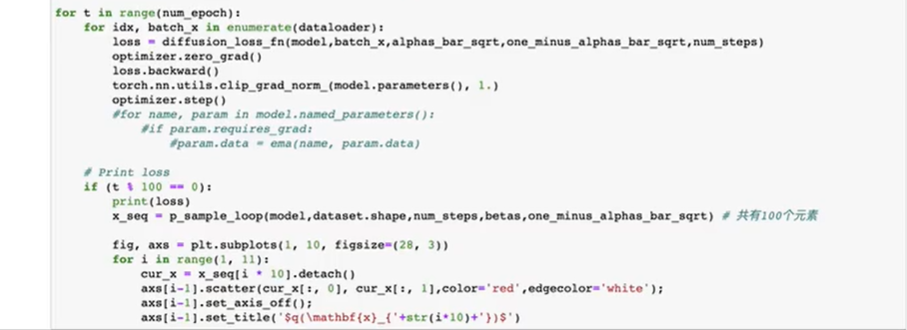 for t in range(num_epoch):
for idx, batch_x in enumerate(dataloader):
loss = diffusion_loss_fn(model,batch_x,alphas_bar_sqrt,one_minus_alphas_bar_sqrt,num_steps)
optimizer.zero_grad()
loss.backward()
torch.nn.utils.clip_grad_norm_(model.parameters(), 1.)
optimizer.step()
#for name, param in model.named_parameters():
#if param.requires_grad:
#param.data = ema(name, param.data)
# Print loss
if (t % 100 == 0):
print(loss)
x_seq = p_sample_loop(model,dataset.shape,num_steps,betas,one_minus_alphas_bar_sqrt) # 共有100个元素
fig, axs = plt.subplots(1, 10, figsize=(28, 3))
for i in range(1, 11):
cur_x = x_seq[i * 10].detach()
axs[i-1].scatter(cur_x[:, 0], cur_x[:, 1],color='red',edgecolor='white');
axs[i-1].set_axis_off();
axs[i-1].set_title('$q(\mathbf{x}_{'+str(i*10)+'})$')